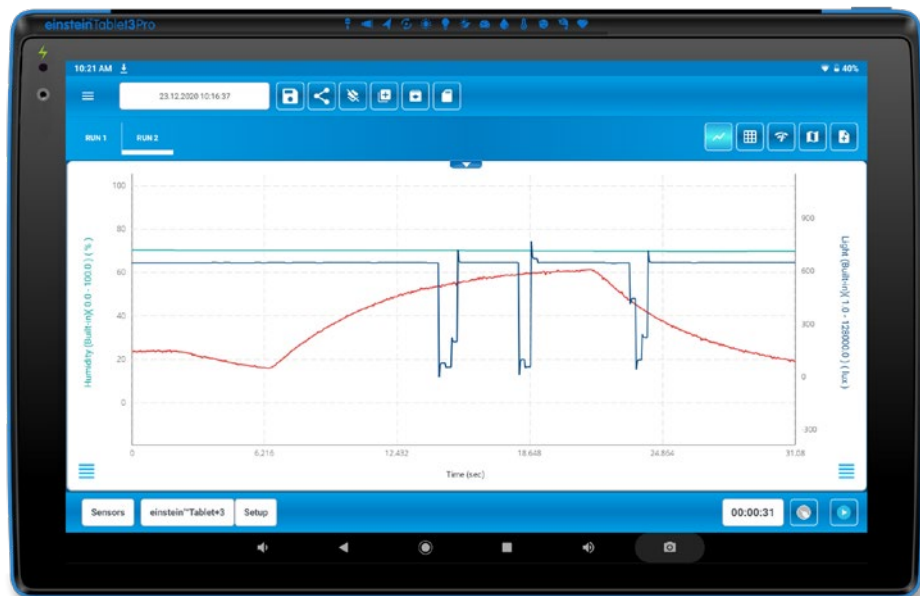 einstein™Tablet3Pro
10:21 AM
40%
23.12.2020 10:16:37
RUN 1
RUN 2
100
80
60
40
20
0
Humidity (Built-in)( 0.0 - 100.0 ) ( % )
900
600
300
0
-300
Light (Built-in)( 1.0 - 128000.0 ) ( lux )
0
6.216
12.432
18.648
24.864
31.08
Time (sec)
Sensors
einstein™Tablet+3
Setup
00:00:31